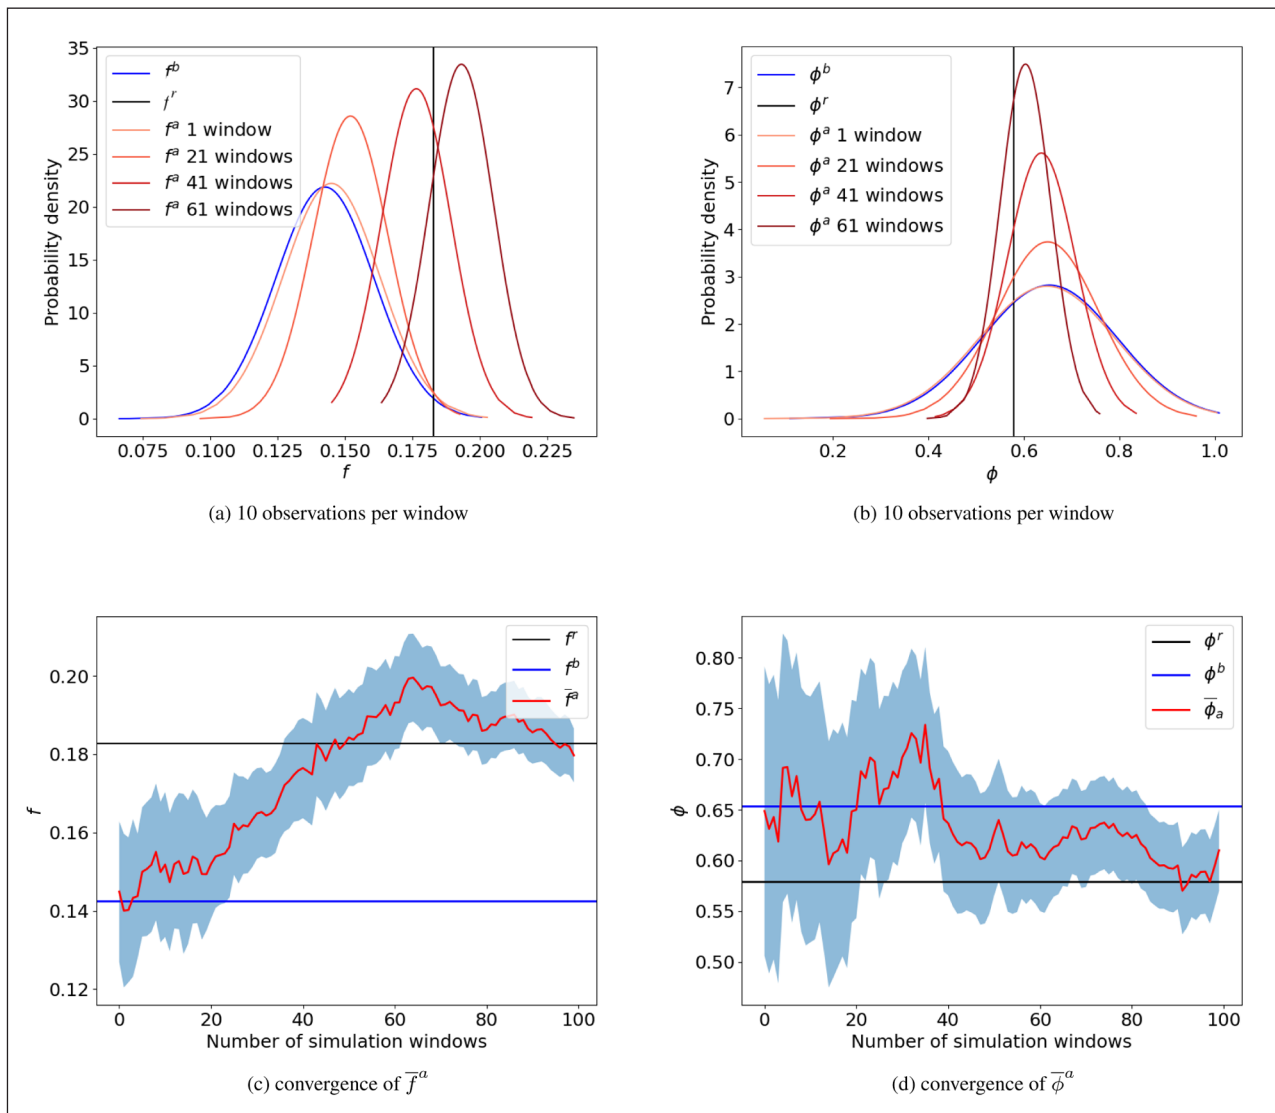 35
30
25
20
15
10
5
0
Probability density
f^b
f^r
f^a 1 window
f^a 21 windows
f^a 41 windows
f^a 61 windows
0.075 0.100 0.125 0.150 0.175 0.200 0.225
f
(a) 10 observations per window
7
6
5
4
3
2
1
0
Probability density
ϕ^b
ϕ^r
ϕ^a 1 window
ϕ^a 21 windows
ϕ^a 41 windows
ϕ^a 61 windows
0.2 0.4 0.6 0.8 1.0
ϕ
(b) 10 observations per window
0.20
0.18
0.16
0.14
0.12
f
f^r
f^b
f̅^a
0 20 40 60 80 100
Number of simulation windows
(c) convergence of f̅^a
0.80
0.75
0.70
0.65
0.60
0.55
0.50
ϕ
ϕ^r
ϕ^b
ϕ̅_a
0 20 40 60 80 100
Number of simulation windows
(d) convergence of ϕ̅^a